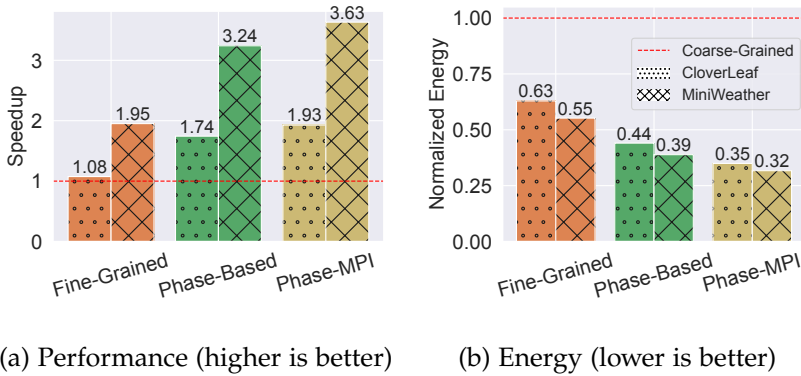 3.63
3.24
3
Speedup
1.95
1.93
2
1.74
1.08
1
0
Fine-Grained
Phase-Based
Phase-MPI
(a) Performance (higher is better)
1.00
Coarse-Grained
CloverLeaf
MiniWeather
Normalized Energy
0.75
0.63
0.55
0.50
0.44
0.39
0.35
0.32
0.25
0.00
Fine-Grained
Phase-Based
Phase-MPI
(b) Energy (lower is better)